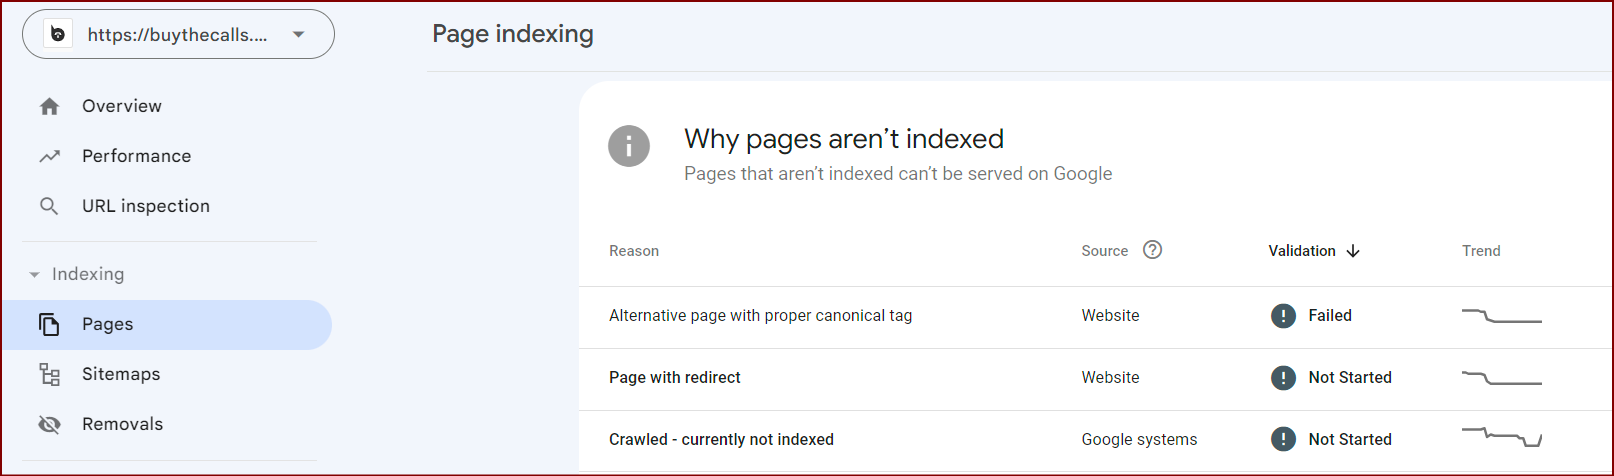 https://buythecalls....
Page indexing
Overview
Performance
URL inspection
Indexing
Pages
Sitemaps
Removals
Why pages aren’t indexed
Pages that aren’t indexed can’t be served on Google
Reason Source Validation Trend
Alternative page with proper canonical tag Website Failed
Page with redirect Website Not Started
Crawled - currently not indexed Google systems Not Started